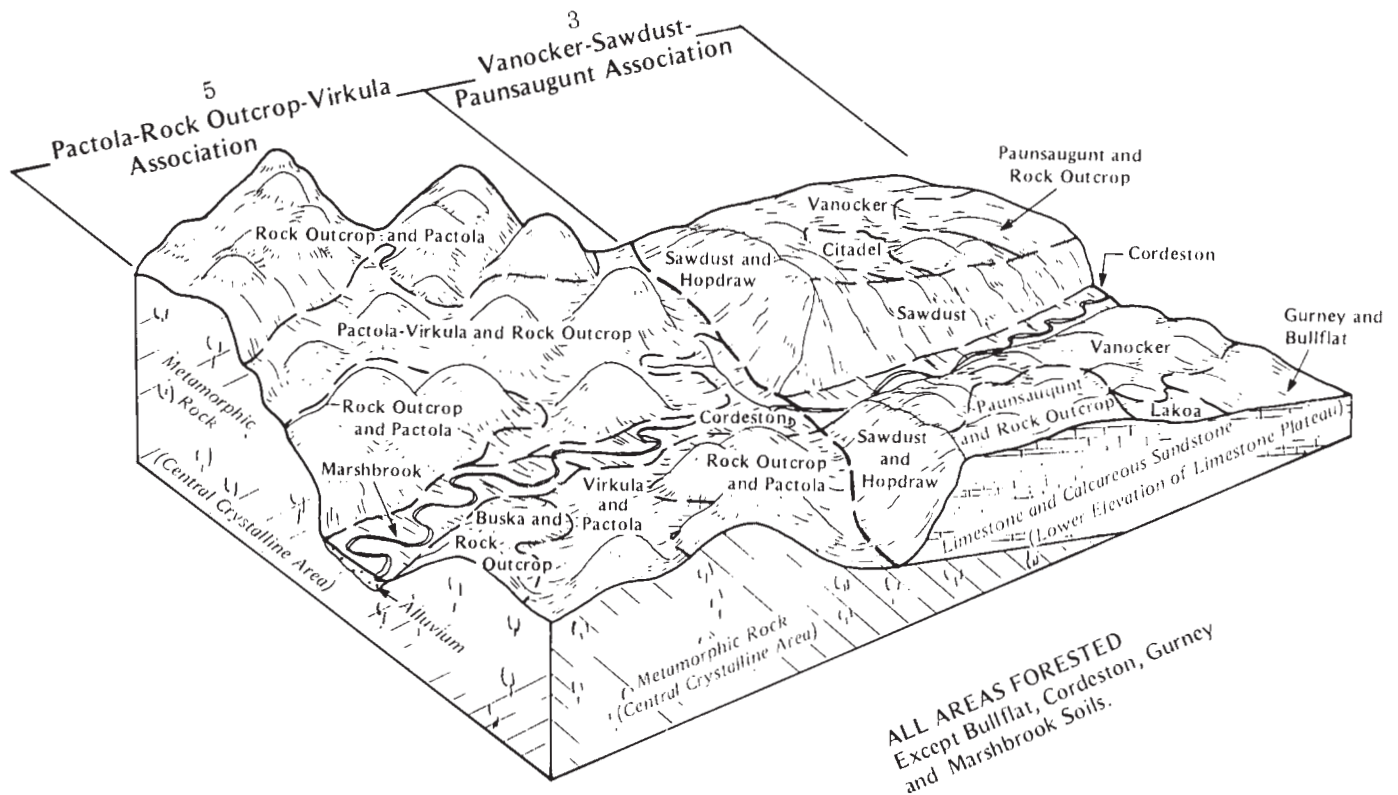 5
Pactola-Rock Outcrop-Virkula
Association
3
Vanocker-Sawdust-
Paunsaugunt Association
Paunsaugunt and
Rock Outcrop
Vanocker
Citadel
Cordeston
Rock Outcrop and Pactola
Sawdust and
Hopdraw
Sawdust
Gurney and
Bullflat
Pactola-Virkula and Rock Outcrop
Vanocker
Metamorphic
Rock
(Central Crystalline Area)
Rock Outcrop
and Pactola
Paunsaugunt
and Rock Outcrop
Lakoa
Cordeston
Sawdust
and
Hopdraw
Marshbrook
Rock Outcrop
and Pactola
Virkula
and
Pactola
Buska and
Rock
Outcrop
Limestone and Calcareous Sandstone
(Lower Elevation of Limestone Plateau)
Alluvium
Metamorphic Rock
(Central Crystalline Area)
ALL AREAS FORESTED
Except Bullflat, Cordeston, Gurney
and Marshbrook Soils.